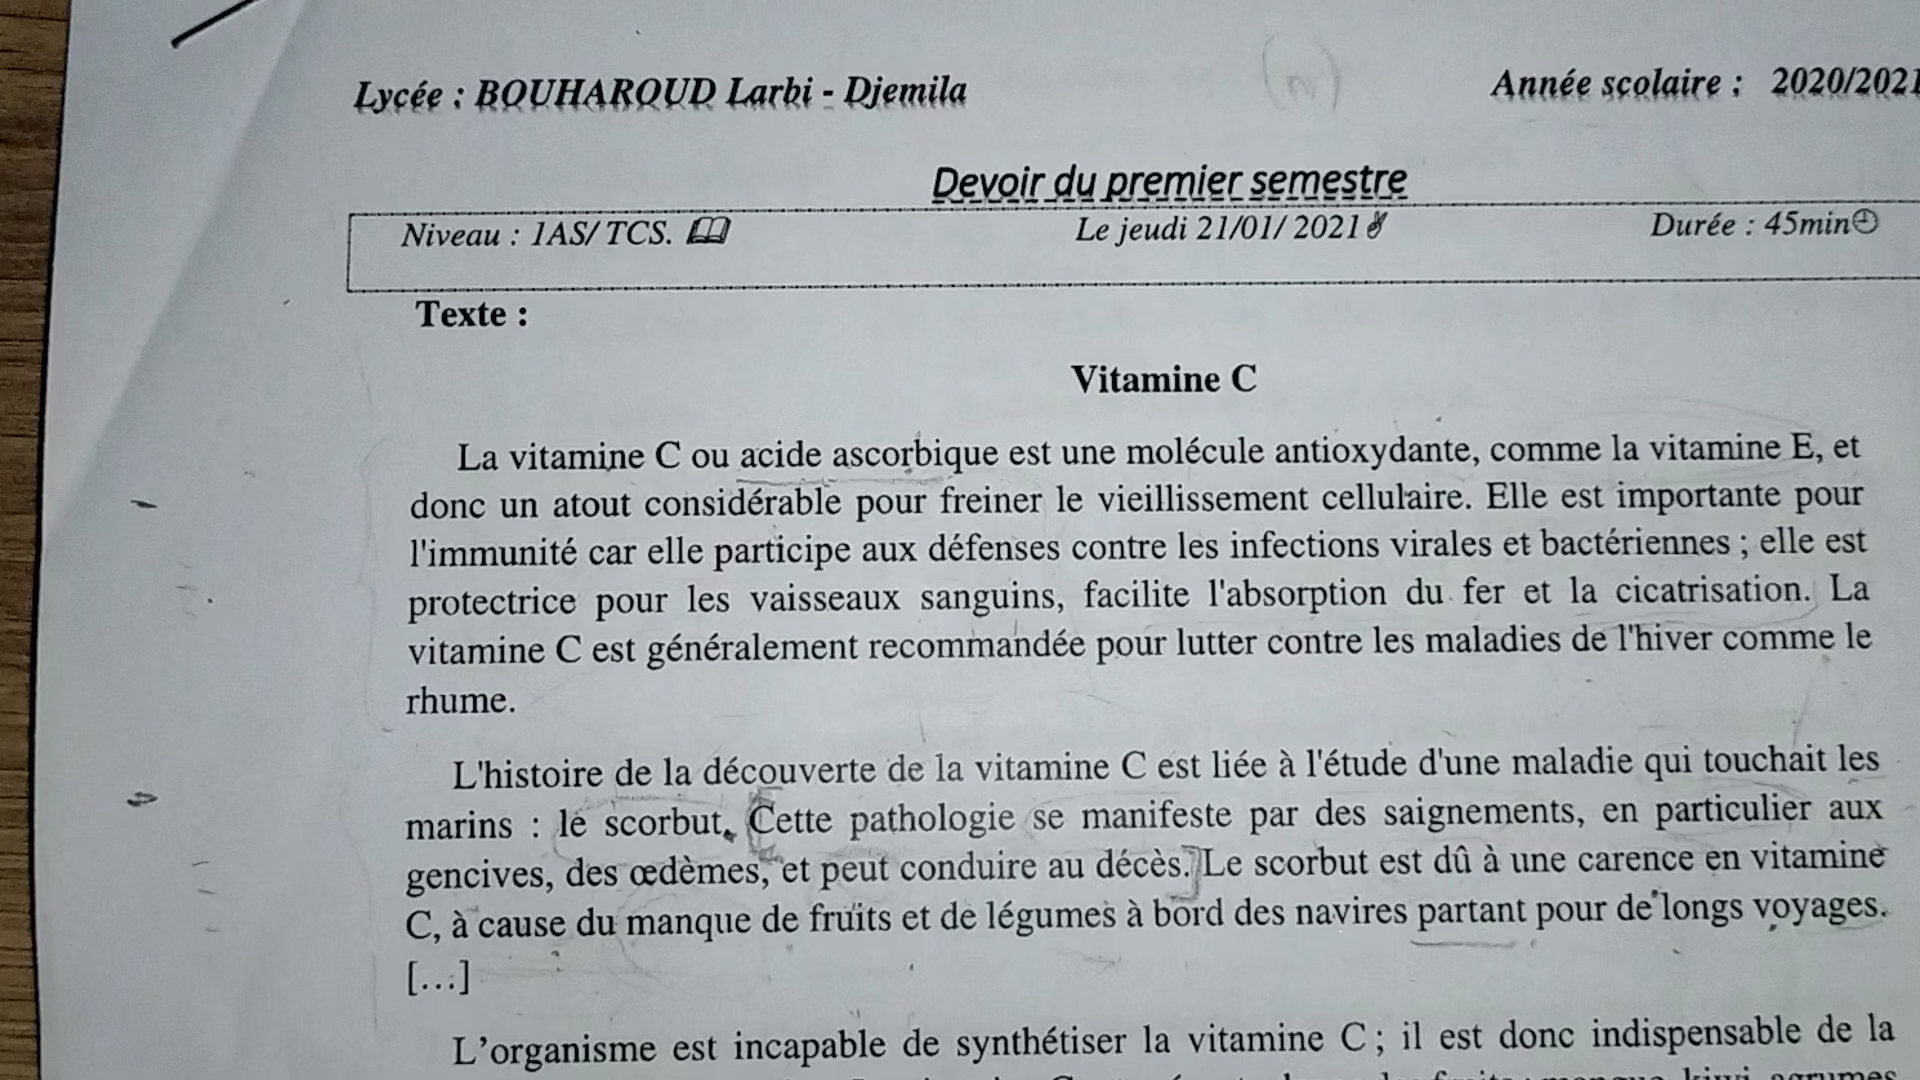 Lycée : BOUHAROUD Larbi - Djemila
Année scolaire : 2020/2021
Devoir du premier semestre
Niveau : 1AS/ TCS.
Le jeudi 21/01/ 2021
Durée : 45min
Texte :
Vitamine C
La vitamine C ou acide ascorbique est une molécule antioxydante, comme la vitamine E, et
donc un atout considérable pour freiner le vieillissement cellulaire. Elle est importante pour
l'immunité car elle participe aux défenses contre les infections virales et bactériennes ; elle est
protectrice pour les vaisseaux sanguins, facilite l'absorption du fer et la cicatrisation. La
vitamine C est généralement recommandée pour lutter contre les maladies de l'hiver comme le
rhume.
L'histoire de la découverte de la vitamine C est liée à l'étude d'une maladie qui touchait les
marins : le scorbut. Cette pathologie se manifeste par des saignements, en particulier aux
gencives, des œdèmes, et peut conduire au décès. Le scorbut est dû à une carence en vitamine
C, à cause du manque de fruits et de légumes à bord des navires partant pour de longs voyages.
[…]
L’organisme est incapable de synthétiser la vitamine C ; il est donc indispensable de la
kiwi agrumes